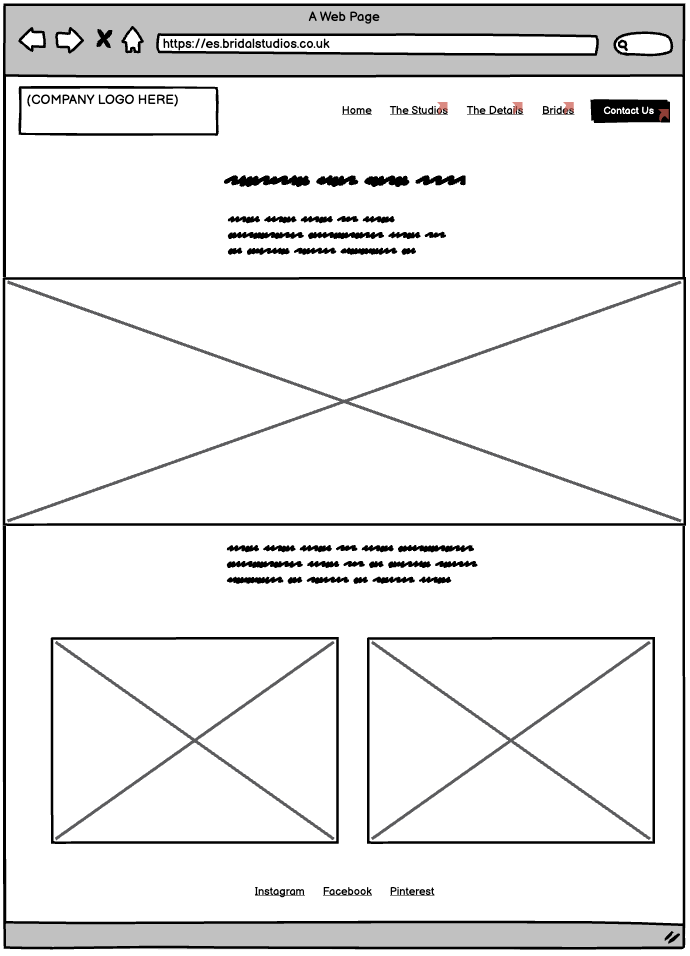 A Web Page
https://es.bridalstudios.co.uk
(COMPANY LOGO HERE)
Home The Studios The Details Brides Contact Us
Instagram Facebook Pinterest